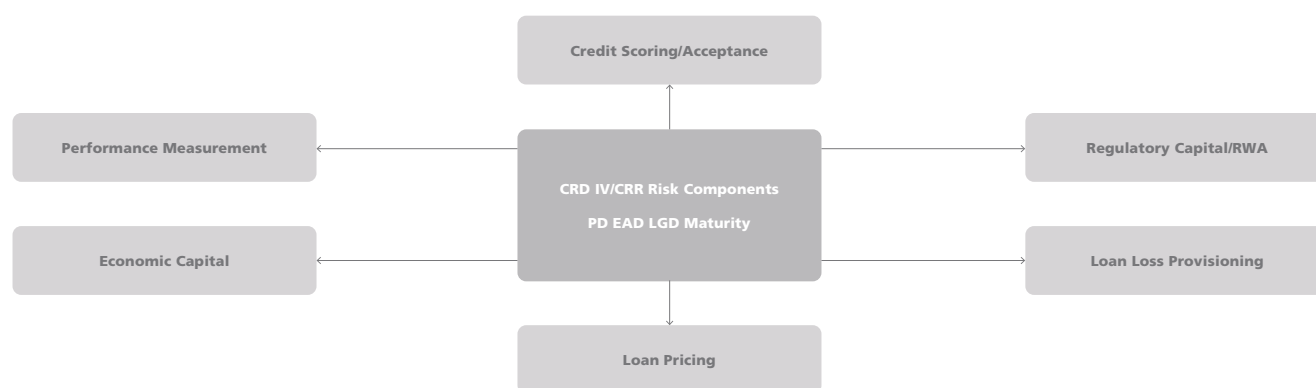 Credit Scoring/Acceptance
Performance Measurement
Regulatory Capital/RWA
CRD IV/CRR Risk Components
PD EAD LGD Maturity
Economic Capital
Loan Loss Provisioning
Loan Pricing